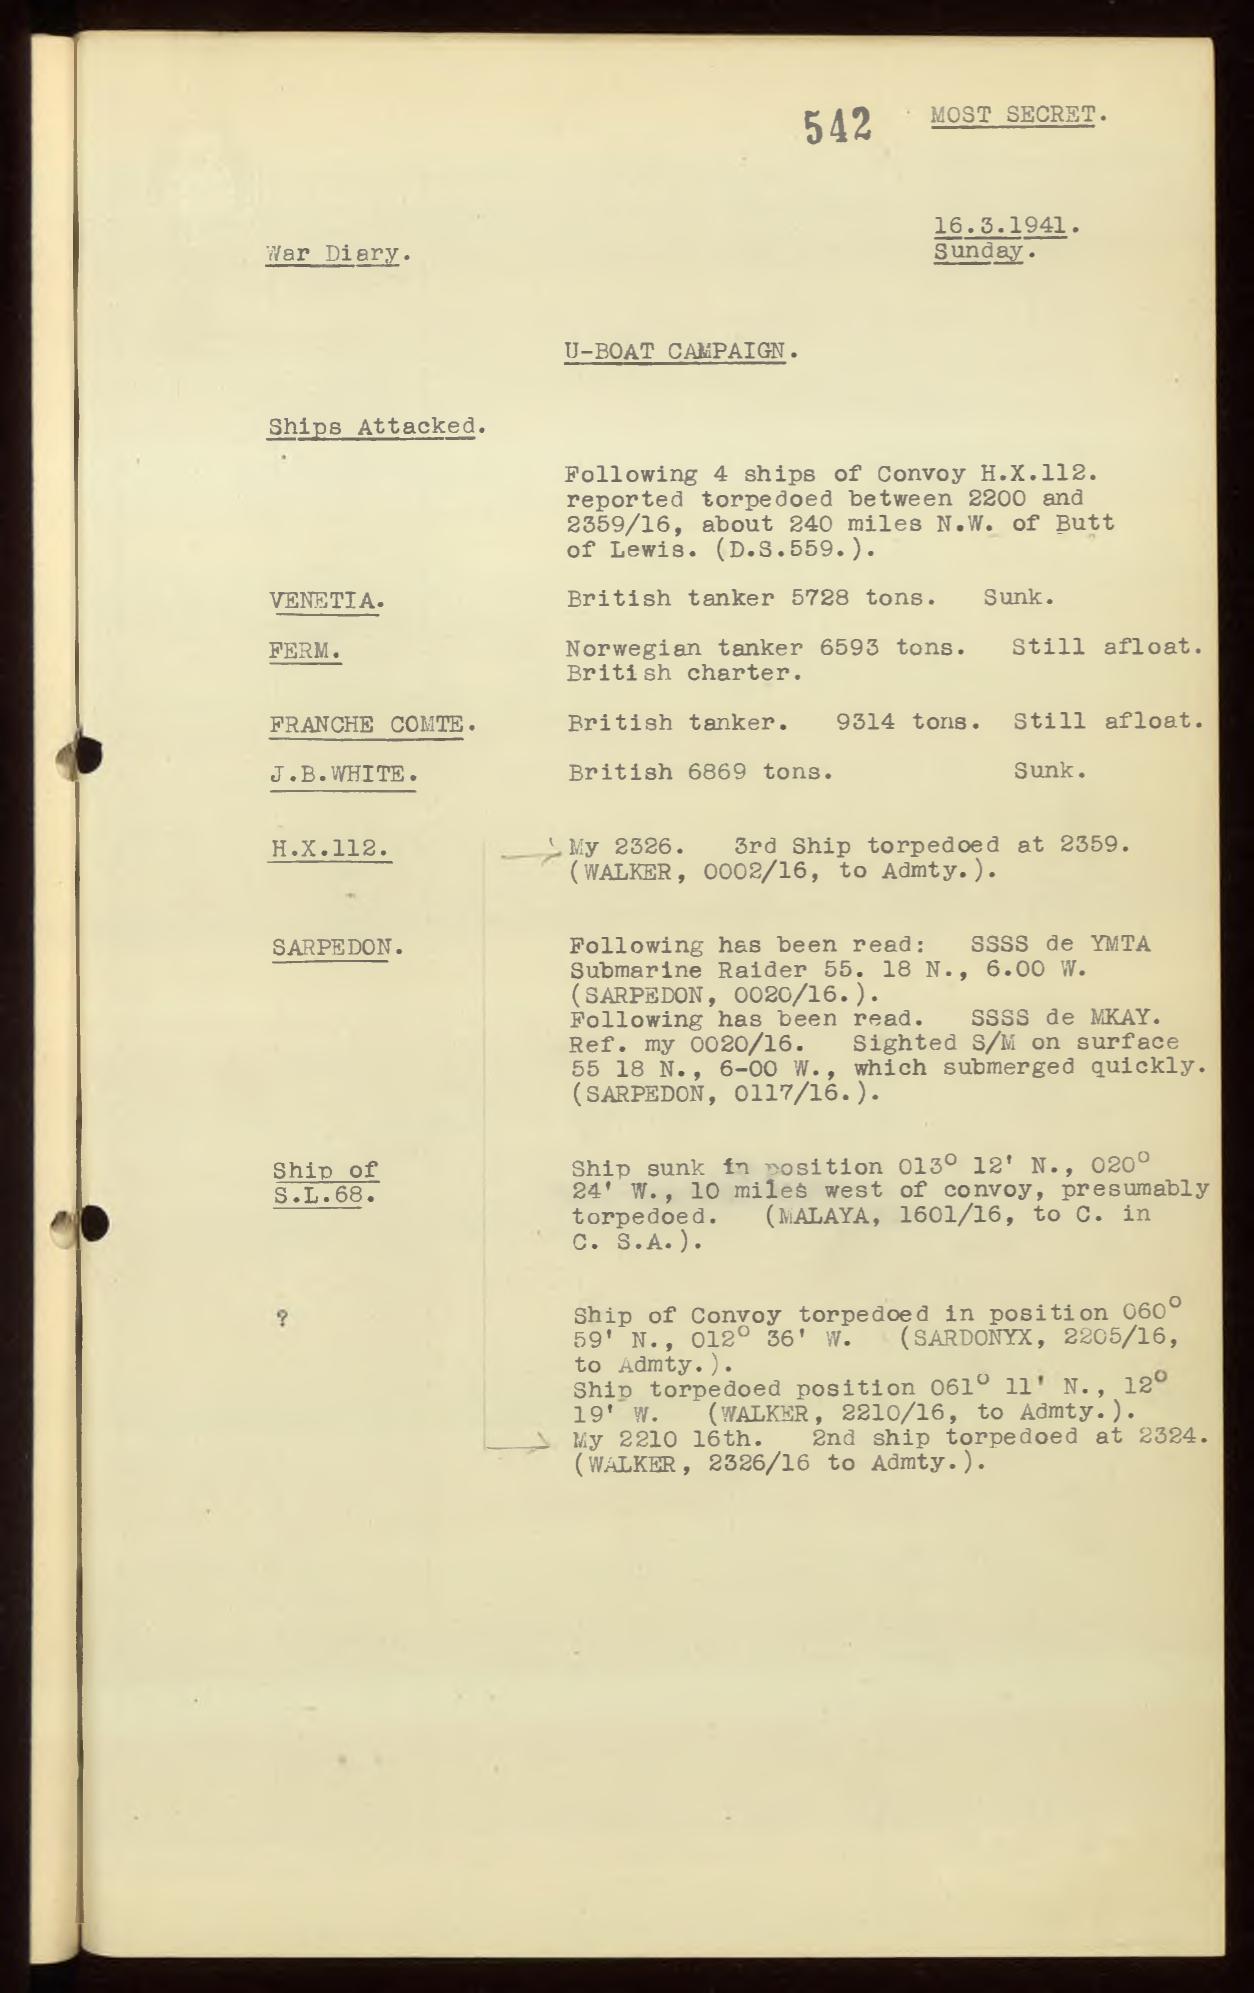 542 MOST SECRET.
16.3.1941.
War Diary. Sunday.
U-BOAT CAMPAIGN.
Ships Attacked.
Following 4 ships of Convoy H.X.112.
reported torpedoed between 2200 and
2359/16, about 240 miles N.W. of Butt
of Lewis. (D.S.559.).
VENETIA. British tanker 5728 tons. Sunk.
FERM. Norwegian tanker 6593 tons. Still afloat.
British charter.
FRANCHE COMTE. British tanker. 9314 tons. Still afloat.
J.B.WHITE. British 6869 tons. Sunk.
H.X.112. My 2326. 3rd Ship torpedoed at 2359.
(WALKER, 0002/16, to Admty.).
SARPEDON. Following has been read: SSSS de YMTA
Submarine Raider 55. 18 N., 6.00 W.
(SARPEDON, 0020/16.).
Following has been read. SSSS de MKAY.
Ref. my 0020/16. Sighted S/M on surface
55 18 N., 6-00 W., which submerged quickly.
(SARPEDON, 0117/16.).
Ship of Ship sunk in position 013° 12' N., 020°
S.L.68. 24' W., 10 miles west of convoy, presumably
torpedoed. (MALAYA, 1601/16, to C. in
C. S.A.).
? Ship of Convoy torpedoed in position 060°
59' N., 012° 36' W. (SARDONYX, 2205/16,
to Admty.).
Ship torpedoed position 061° 11' N., 12°
19' W. (WALKER, 2210/16, to Admty.).
My 2210 16th. 2nd ship torpedoed at 2324.
(WALKER, 2326/16 to Admty.).